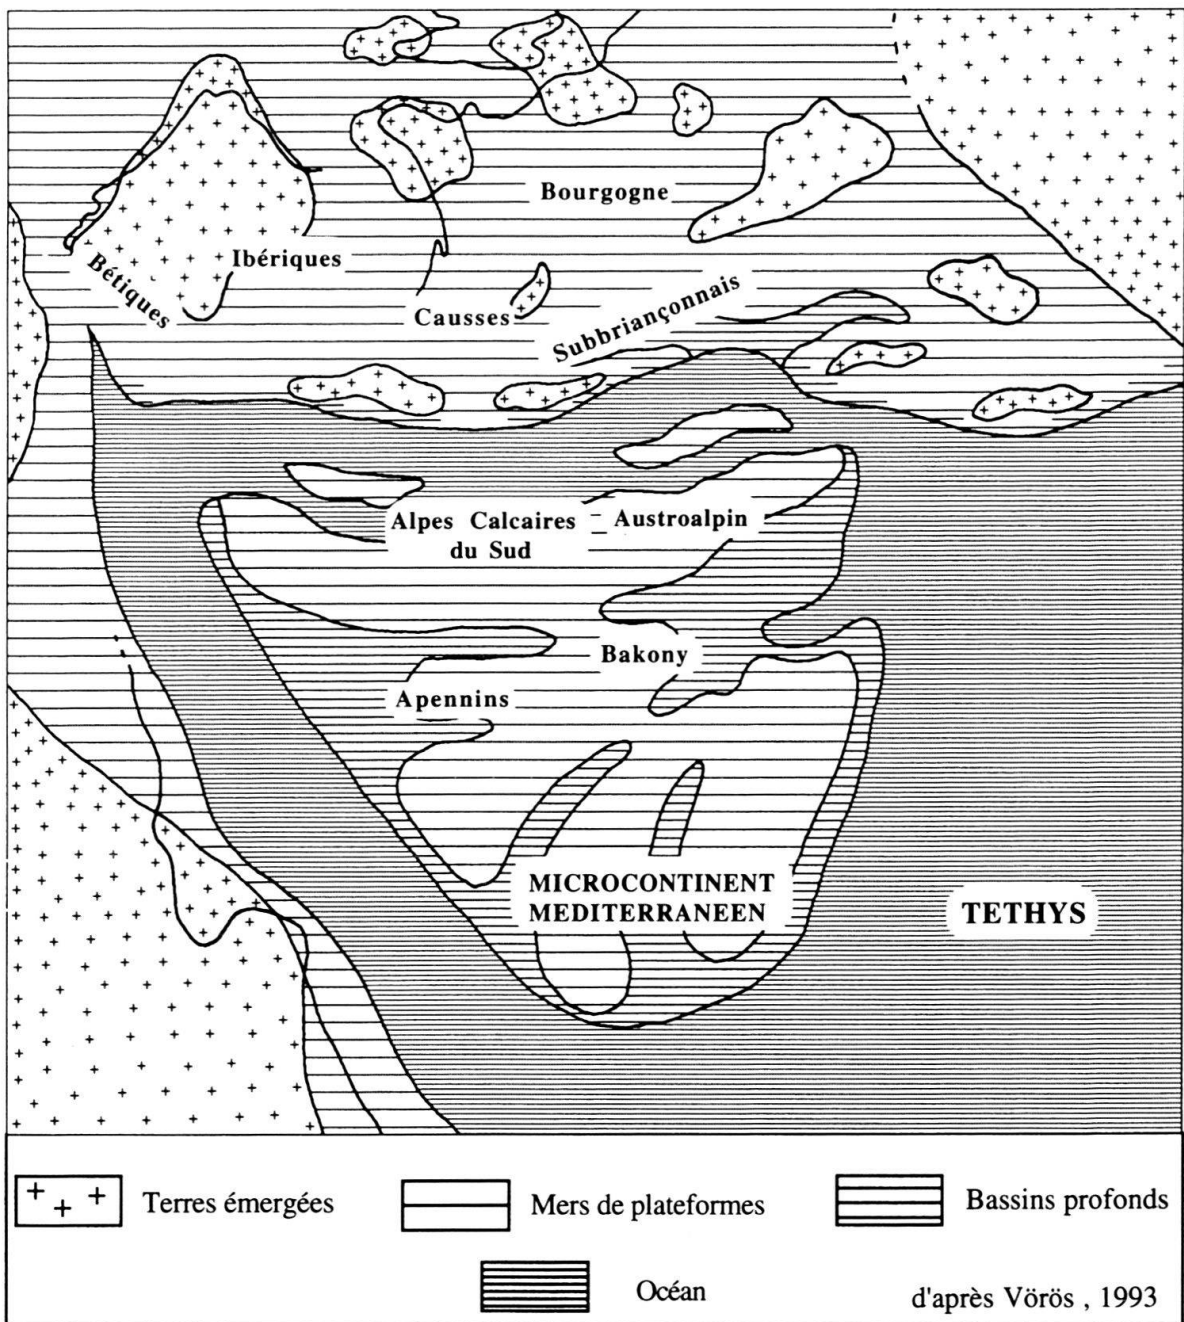 Bourgogne
Ibériques
Bétiques
Causses
Subbriançonnais
Alpes Calcaires
du Sud
Austroalpin
Bakony
Apennins
MICROCONTINENT
MEDITERRANEEN
TETHYS
Terres émergées
Mers de plateformes
Bassins profonds
Océan
d'après Vörös , 1993